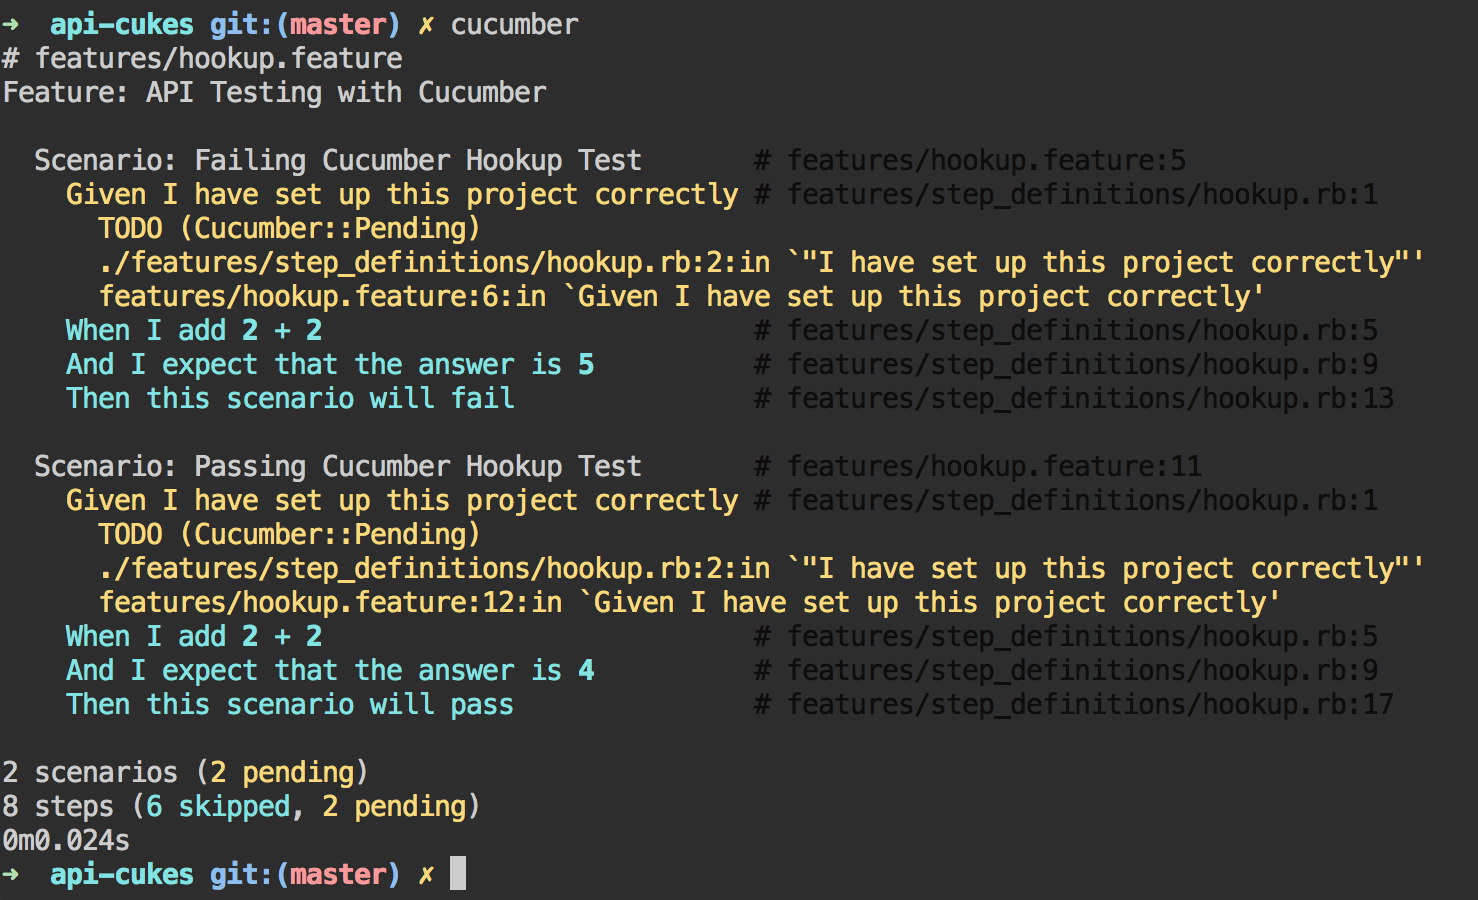 ➜  api-cukes git:(master) ✗ cucumber
# features/hookup.feature
Feature: API Testing with Cucumber

  Scenario: Failing Cucumber Hookup Test       # features/hookup.feature:5
    Given I have set up this project correctly # features/step_definitions/hookup.rb:1
      TODO (Cucumber::Pending)
      ./features/step_definitions/hookup.rb:2:in `"I have set up this project correctly"'
      features/hookup.feature:6:in `Given I have set up this project correctly'
    When I add 2 + 2                           # features/step_definitions/hookup.rb:5
    And I expect that the answer is 5          # features/step_definitions/hookup.rb:9
    Then this scenario will fail               # features/step_definitions/hookup.rb:13

  Scenario: Passing Cucumber Hookup Test       # features/hookup.feature:11
    Given I have set up this project correctly # features/step_definitions/hookup.rb:1
      TODO (Cucumber::Pending)
      ./features/step_definitions/hookup.rb:2:in `"I have set up this project correctly"'
      features/hookup.feature:12:in `Given I have set up this project correctly'
    When I add 2 + 2                           # features/step_definitions/hookup.rb:5
    And I expect that the answer is 4          # features/step_definitions/hookup.rb:9
    Then this scenario will pass               # features/step_definitions/hookup.rb:17

2 scenarios (2 pending)
8 steps (6 skipped, 2 pending)
0m0.024s
➜  api-cukes git:(master) ✗